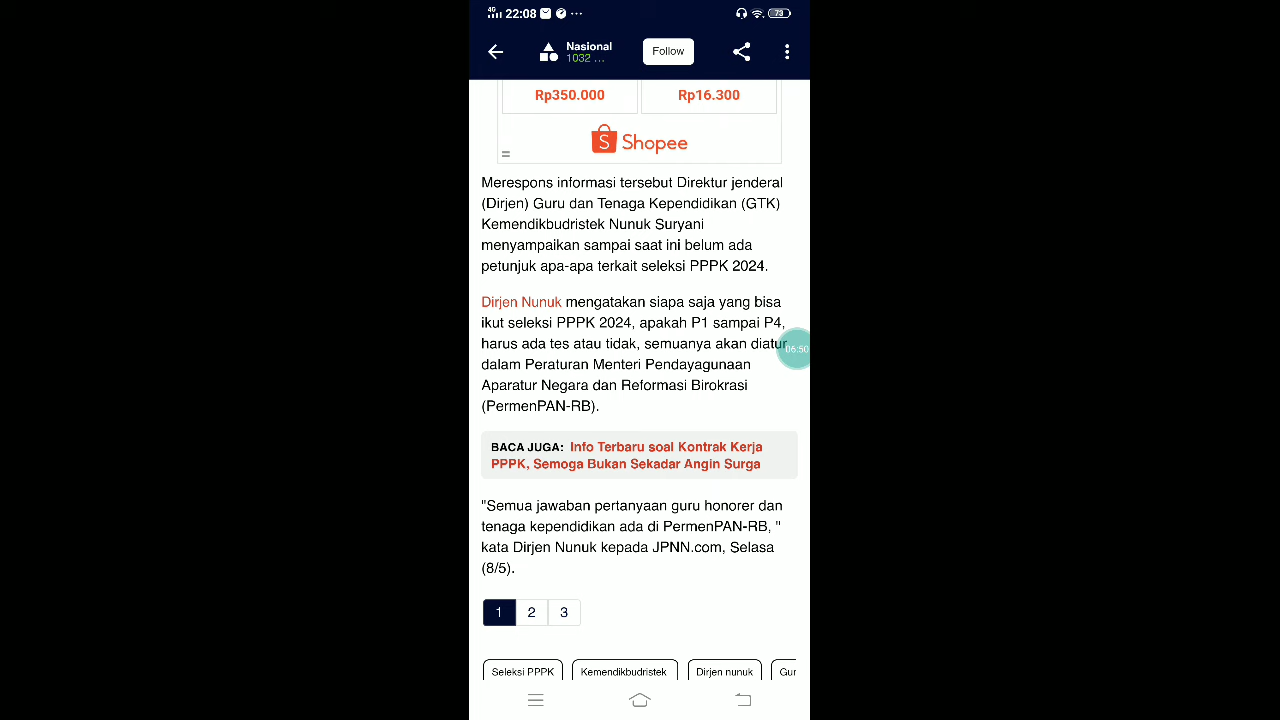 4G 22:08 73
Nasional
1032 ...
Follow
Rp350.000 Rp16.300
Shopee
Merespons informasi tersebut Direktur jenderal
(Dirjen) Guru dan Tenaga Kependidikan (GTK)
Kemendikbudristek Nunuk Suryani
menyampaikan sampai saat ini belum ada
petunjuk apa-apa terkait seleksi PPPK 2024.
Dirjen Nunuk mengatakan siapa saja yang bisa
ikut seleksi PPPK 2024, apakah P1 sampai P4,
harus ada tes atau tidak, semuanya akan diatur
06:50
dalam Peraturan Menteri Pendayagunaan
Aparatur Negara dan Reformasi Birokrasi
(PermenPAN-RB).
BACA JUGA: Info Terbaru soal Kontrak Kerja
PPPK, Semoga Bukan Sekadar Angin Surga
"Semua jawaban pertanyaan guru honorer dan
tenaga kependidikan ada di PermenPAN-RB, "
kata Dirjen Nunuk kepada JPNN.com, Selasa
(8/5).
1 2 3
Seleksi PPPK Kemendikbudristek Dirjen nunuk Gur